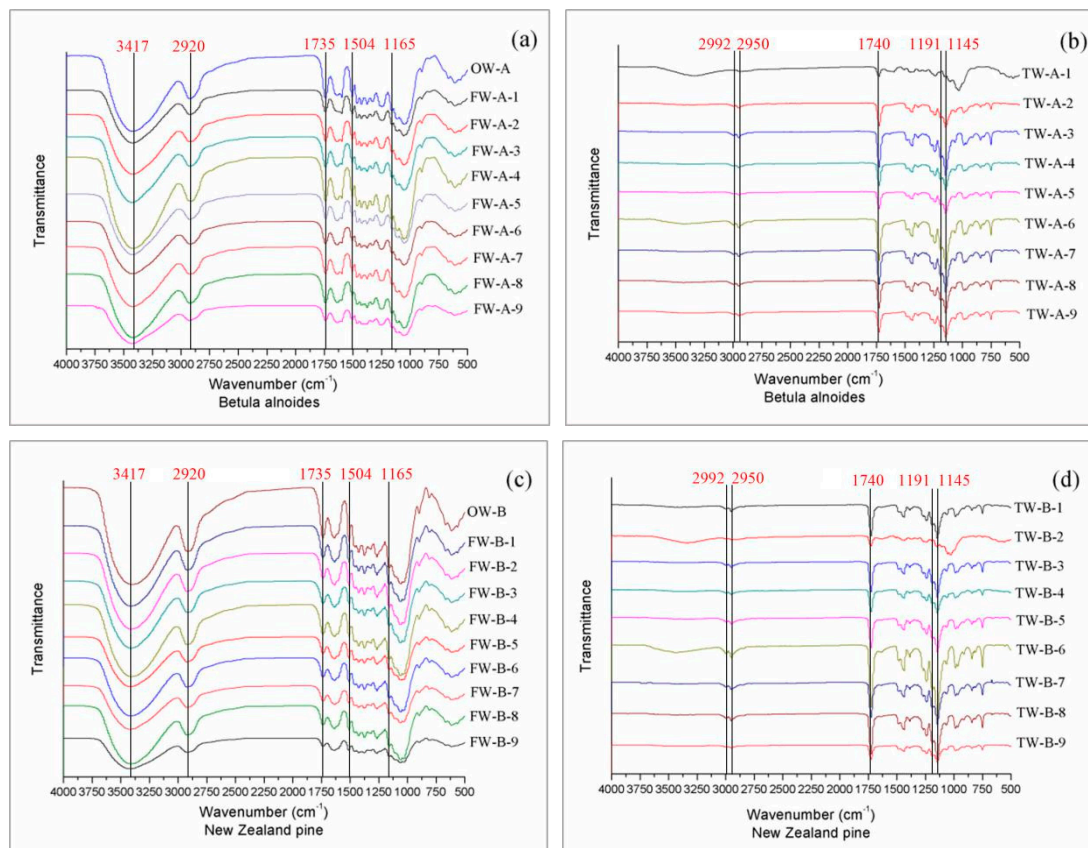 3417 2920 1735 1504 1165
(a)
OW-A
FW-A-1
FW-A-2
FW-A-3
FW-A-4
FW-A-5
FW-A-6
FW-A-7
FW-A-8
FW-A-9
Transmittance
4000 3750 3500 3250 3000 2750 2500 2250 2000 1750 1500 1250 1000 750 500
Wavenumber (cm⁻¹)
Betula alnoides
2992 2950 1740 1191 1145
(b)
TW-A-1
TW-A-2
TW-A-3
TW-A-4
TW-A-5
TW-A-6
TW-A-7
TW-A-8
TW-A-9
Transmittance
4000 3750 3500 3250 3000 2750 2500 2250 2000 1750 1500 1250 1000 750 500
Wavenumber (cm⁻¹)
Betula alnoides
3417 2920 1735 1504 1165
(c)
OW-B
FW-B-1
FW-B-2
FW-B-3
FW-B-4
FW-B-5
FW-B-6
FW-B-7
FW-B-8
FW-B-9
Transmittance
4000 3750 3500 3250 3000 2750 2500 2250 2000 1750 1500 1250 1000 750 500
Wavenumber (cm⁻¹)
New Zealand pine
2992 2950 1740 1191 1145
(d)
TW-B-1
TW-B-2
TW-B-3
TW-B-4
TW-B-5
TW-B-6
TW-B-7
TW-B-8
TW-B-9
Transmittance
4000 3750 3500 3250 3000 2750 2500 2250 2000 1750 1500 1250 1000 750 500
Wavenumber (cm⁻¹)
New Zealand pine